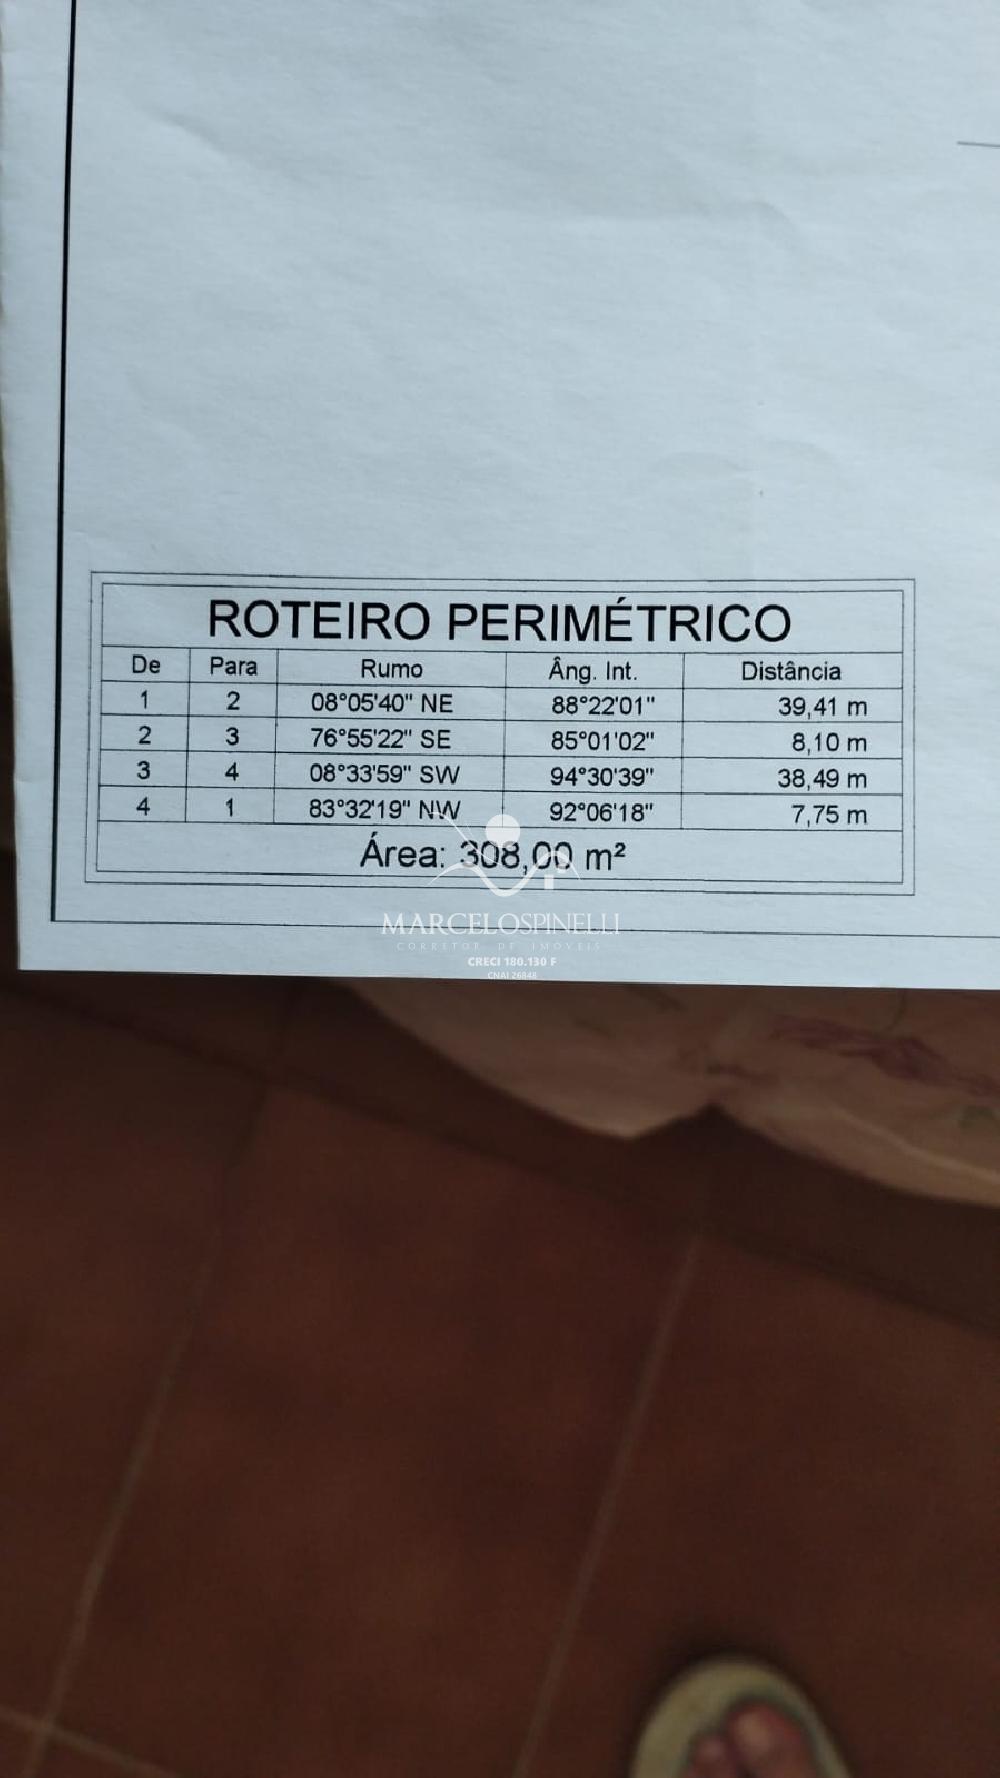 ROTEIRO PERIMÉTRICO
De Para Rumo Âng. Int. Distância
1 2 08°05'40" NE 88°22'01" 39,41 m
2 3 76°55'22" SE 85°01'02" 8,10 m
3 4 08°33'59" SW 94°30'39" 38,49 m
4 1 83°32'19" NW 92°06'18" 7,75 m
Área: 308,00 m²
MARCELOSPINELLI
CORRETOR DE IMÓVEIS
CRECI 180.130 F
CNAI 26848